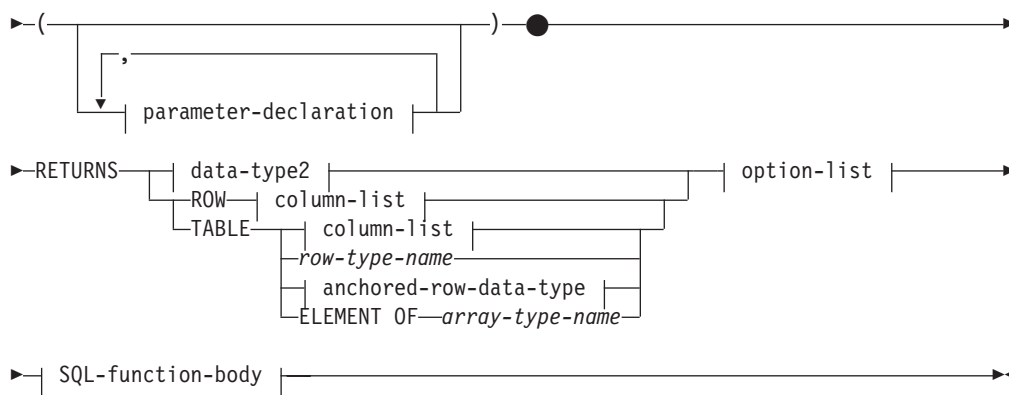 ( )
,
parameter-declaration
RETURNS data-type2 option-list
ROW column-list
TABLE column-list
row-type-name
anchored-row-data-type
ELEMENT OF array-type-name
SQL-function-body